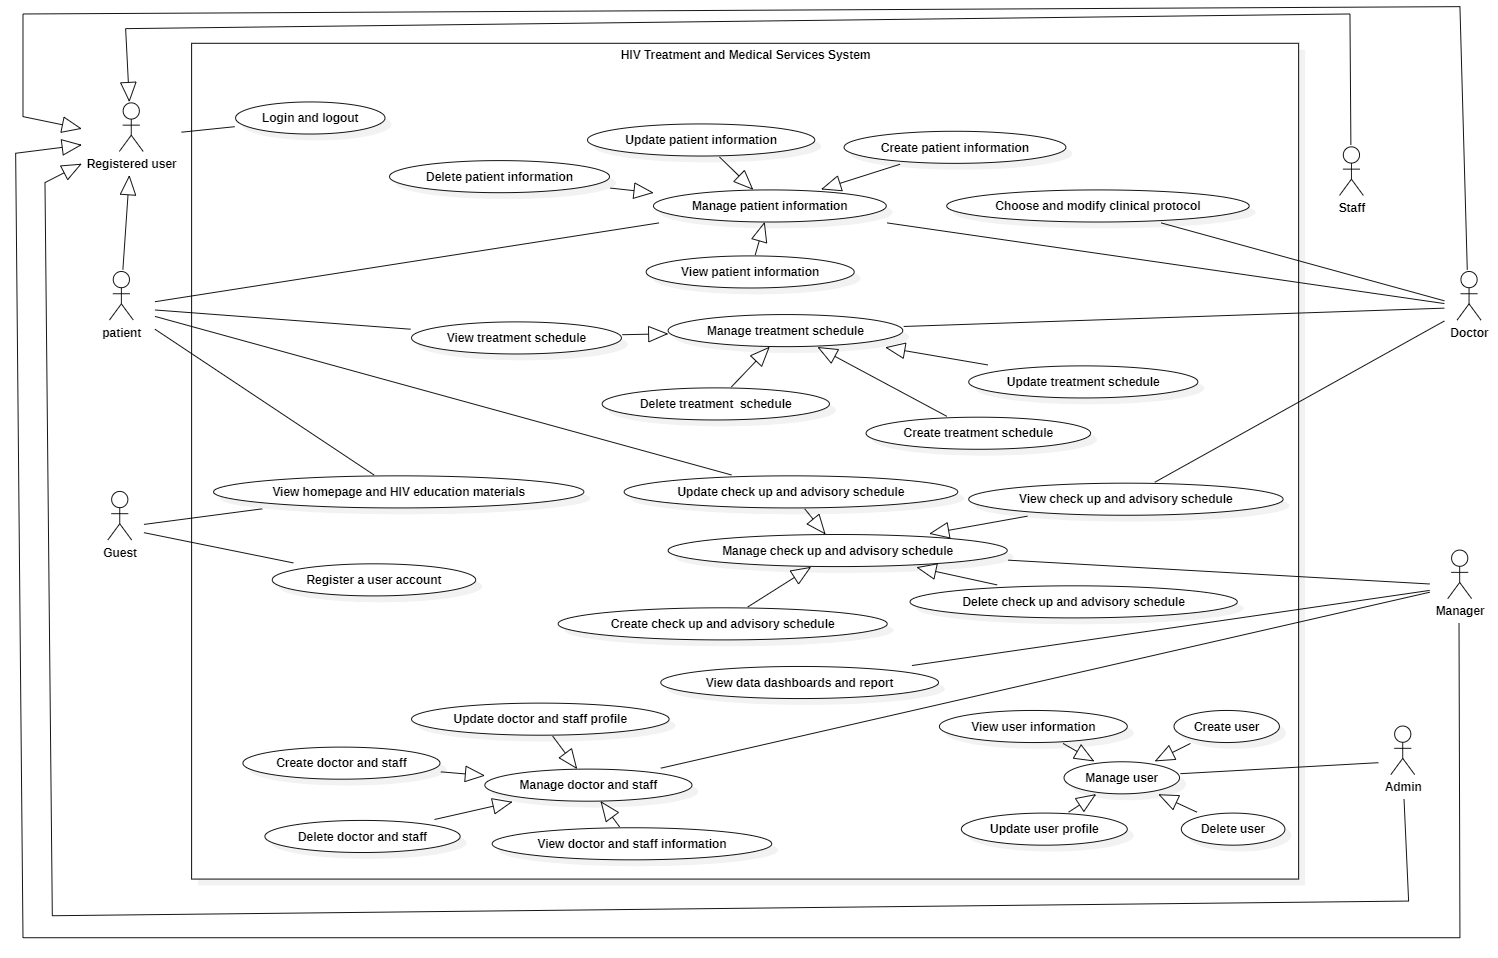 HIV Treatment and Medical Services System
Login and logout
Update patient information
Create patient information
Registered user
Delete patient information
Manage patient information
Choose and modify clinical protocol
Staff
View patient information
patient
View treatment schedule
Manage treatment schedule
Doctor
Update treatment schedule
Delete treatment  schedule
Create treatment schedule
View homepage and HIV education materials
Update check up and advisory schedule
View check up and advisory schedule
Guest
Manage check up and advisory schedule
Register a user account
Delete check up and advisory schedule
Manager
Create check up and advisory schedule
View data dashboards and report
Update doctor and staff profile
View user information
Create user
Create doctor and staff
Manage doctor and staff
Manage user
Admin
Delete doctor and staff
View doctor and staff information
Update user profile
Delete user